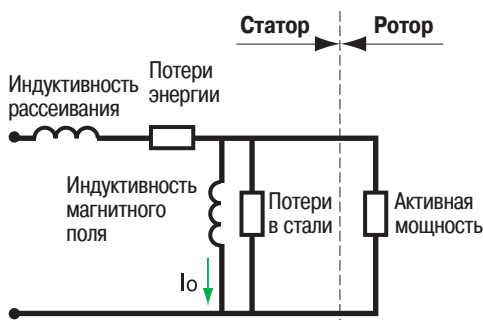 Статор
Ротор
Индуктивность
рассеивания
Потери
энергии
Индуктивность
магнитного
поля
Потери
в стали
Активная
мощность
Io